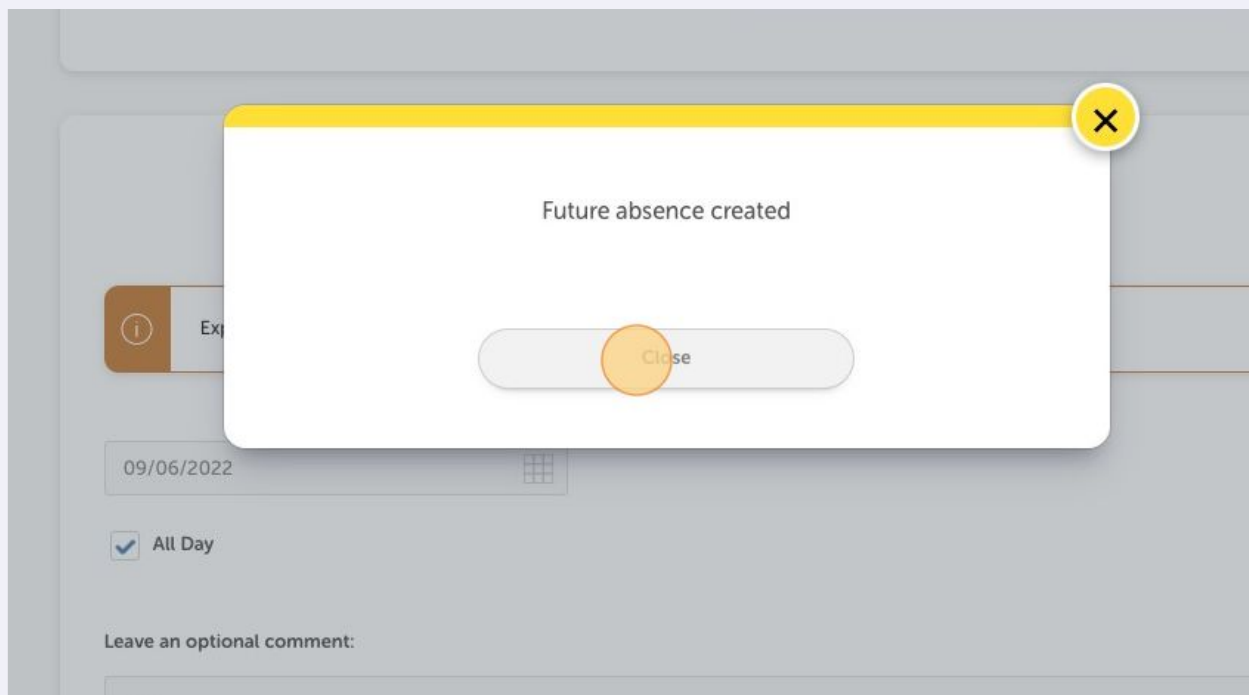 Future absence created
Close
09/06/2022
All Day
Leave an optional comment: